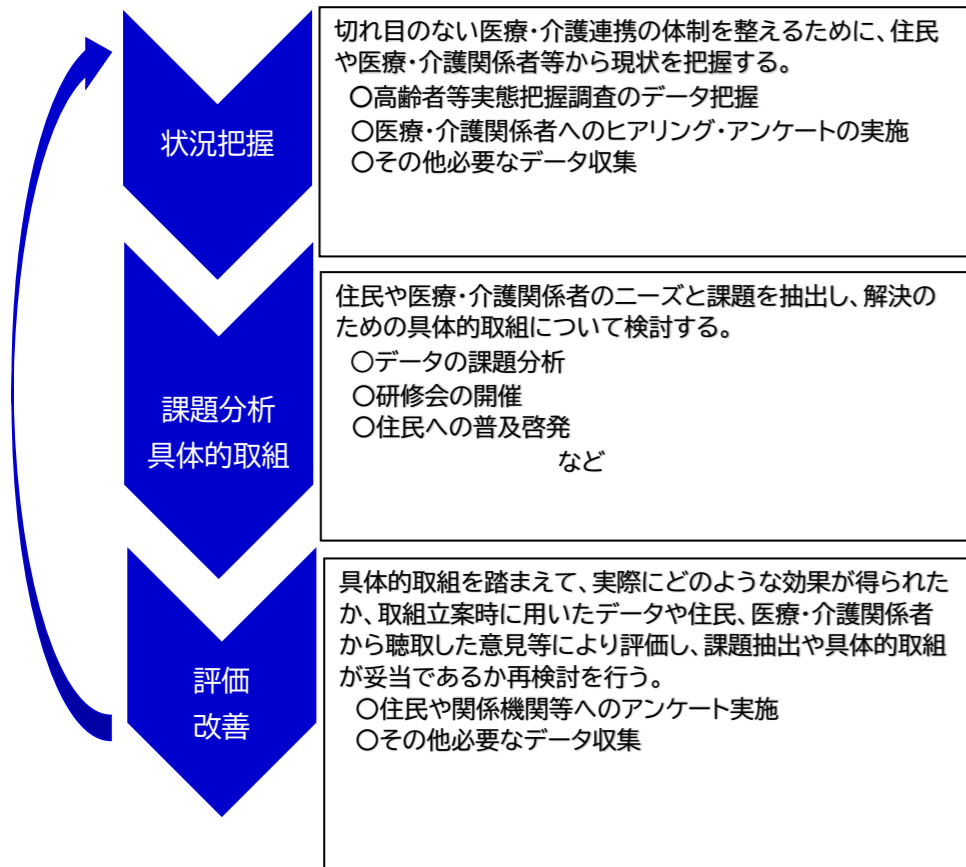 状況把握
切れ目のない医療・介護連携の体制を整えるために、住民
や医療・介護関係者等から現状を把握する。
〇高齢者等実態把握調査のデータ把握
〇医療・介護関係者へのヒアリング・アンケートの実施
〇その他必要なデータ収集
課題分析
具体的取組
住民や医療・介護関係者のニーズと課題を抽出し、解決の
ための具体的取組について検討する。
〇データの課題分析
〇研修会の開催
〇住民への普及啓発
など
評価
改善
具体的取組を踏まえて、実際にどのような効果が得られた
か、取組立案時に用いたデータや住民、医療・介護関係者
から聴取した意見等により評価し、課題抽出や具体的取組
が妥当であるか再検討を行う。
〇住民や関係機関等へのアンケート実施
〇その他必要なデータ収集